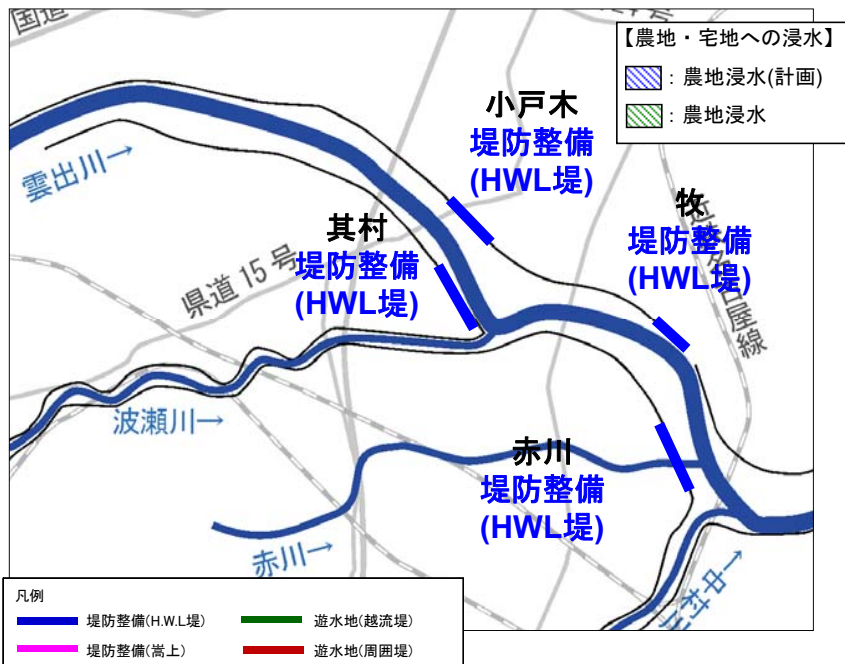 国道
号
【農地・宅地への浸水】
：農地浸水(計画)
：農地浸水
小戸木
堤防整備
(HWL堤)
牧
堤防整備
(HWL堤)
近鉄名古屋線
其村
堤防整備
(HWL堤)
雲出川→
県道15号
波瀬川→
赤川
堤防整備
(HWL堤)
赤川→
中村川→
凡例
堤防整備(H.W.L堤)
遊水地(越流堤)
堤防整備(嵩上)
遊水地(周囲堤)